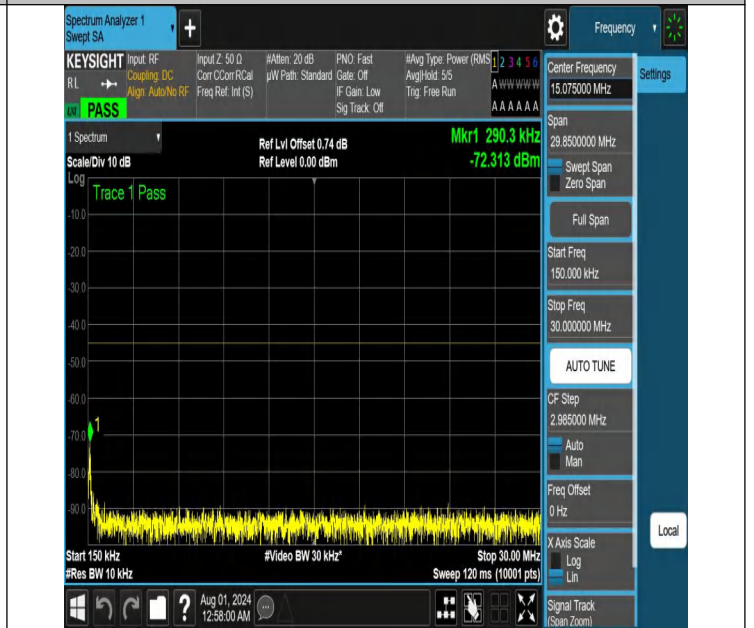 Spectrum Analyzer 1
Swept SA
+
Frequency
KEYSIGHT
RL
PASS
Input: RF
Coupling: DC
Align: Auto/No RF
Input Z: 50 Ω
Corr CCorr RCal
Freq Ref: Int (S)
#Atten: 20 dB
µW Path: Standard
PNO: Fast
Gate: Off
IF Gain: Low
Sig Track: Off
#Avg Type: Power (RMS
Avg|Hold: 5/5
Trig: Free Run
1 2 3 4 5 6
A W W W W W
A A A A A A
1 Spectrum
Scale/Div 10 dB
Ref Lvl Offset 0.74 dB
Ref Level 0.00 dBm
Mkr1 290.3 kHz
-72.313 dBm
Log
Trace 1 Pass
-10.0
-20.0
-30.0
-40.0
-50.0
-60.0
-70.0
-80.0
-90.0
1
Start 150 kHz
#Res BW 10 kHz
#Video BW 30 kHz*
Stop 30.00 MHz
Sweep 120 ms (10001 pts)
Center Frequency
15.075000 MHz
Settings
Span
29.8500000 MHz
Swept Span
Zero Span
Full Span
Start Freq
150.000 kHz
Stop Freq
30.000000 MHz
AUTO TUNE
CF Step
2.985000 MHz
Auto
Man
Freq Offset
0 Hz
Local
X Axis Scale
Log
Lin
Signal Track
(Span Zoom)
?
Aug 01, 2024
12:58:00 AM